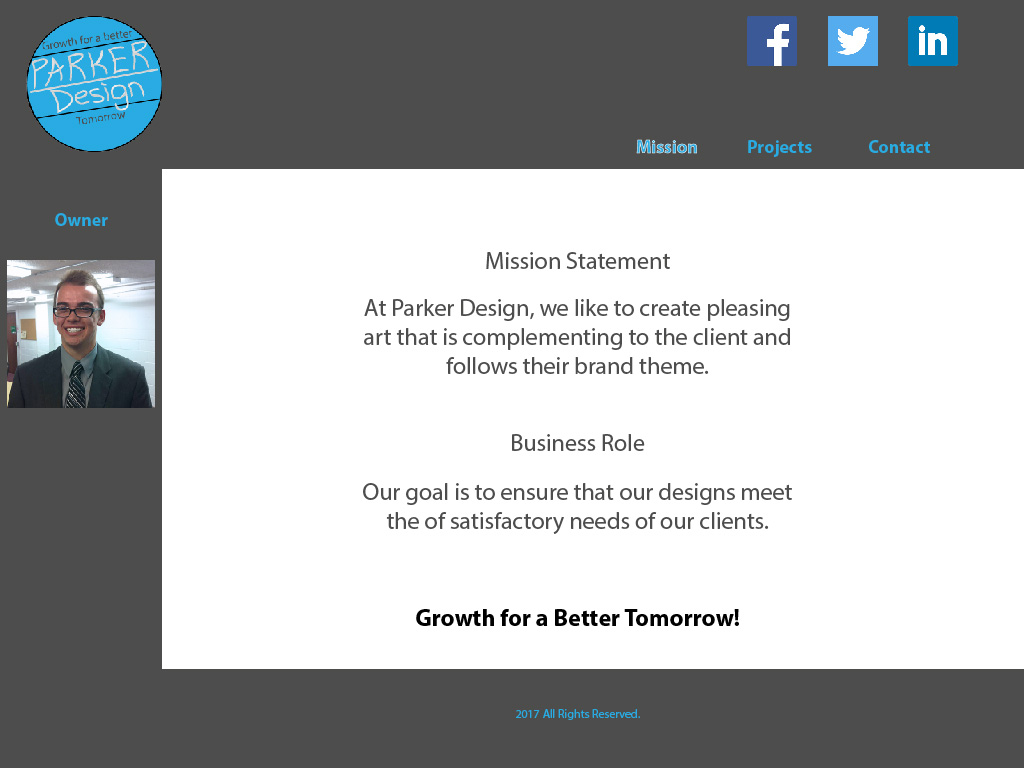 Growth for a better
PARKER
Design
Tomorrow
Mission Projects Contact
Owner
Mission Statement
At Parker Design, we like to create pleasing
art that is complementing to the client and
follows their brand theme.
Business Role
Our goal is to ensure that our designs meet
the of satisfactory needs of our clients.
Growth for a Better Tomorrow!
2017 All Rights Reserved.